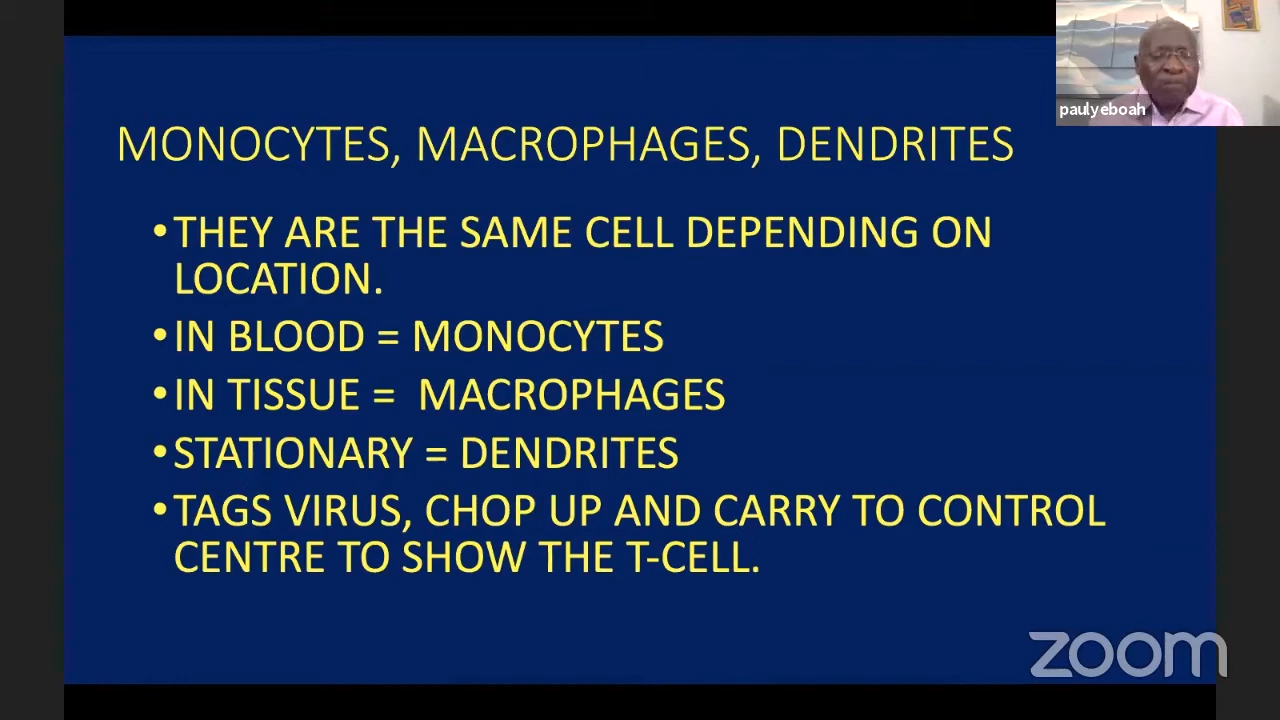 paulyeboah
MONOCYTES, MACROPHAGES, DENDRITES
•THEY ARE THE SAME CELL DEPENDING ON
LOCATION.
•IN BLOOD = MONOCYTES
•IN TISSUE = MACROPHAGES
•STATIONARY = DENDRITES
•TAGS VIRUS, CHOP UP AND CARRY TO CONTROL
CENTRE TO SHOW THE T-CELL.
zoom